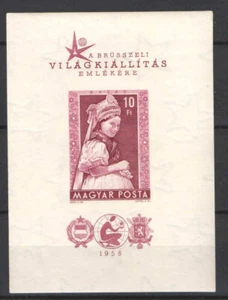 A BRÜSSZELI
VILÁGKIÁLLÍTÁS
EMLÉKÉRE
10
Ft
MAGYAR POSTA
1958